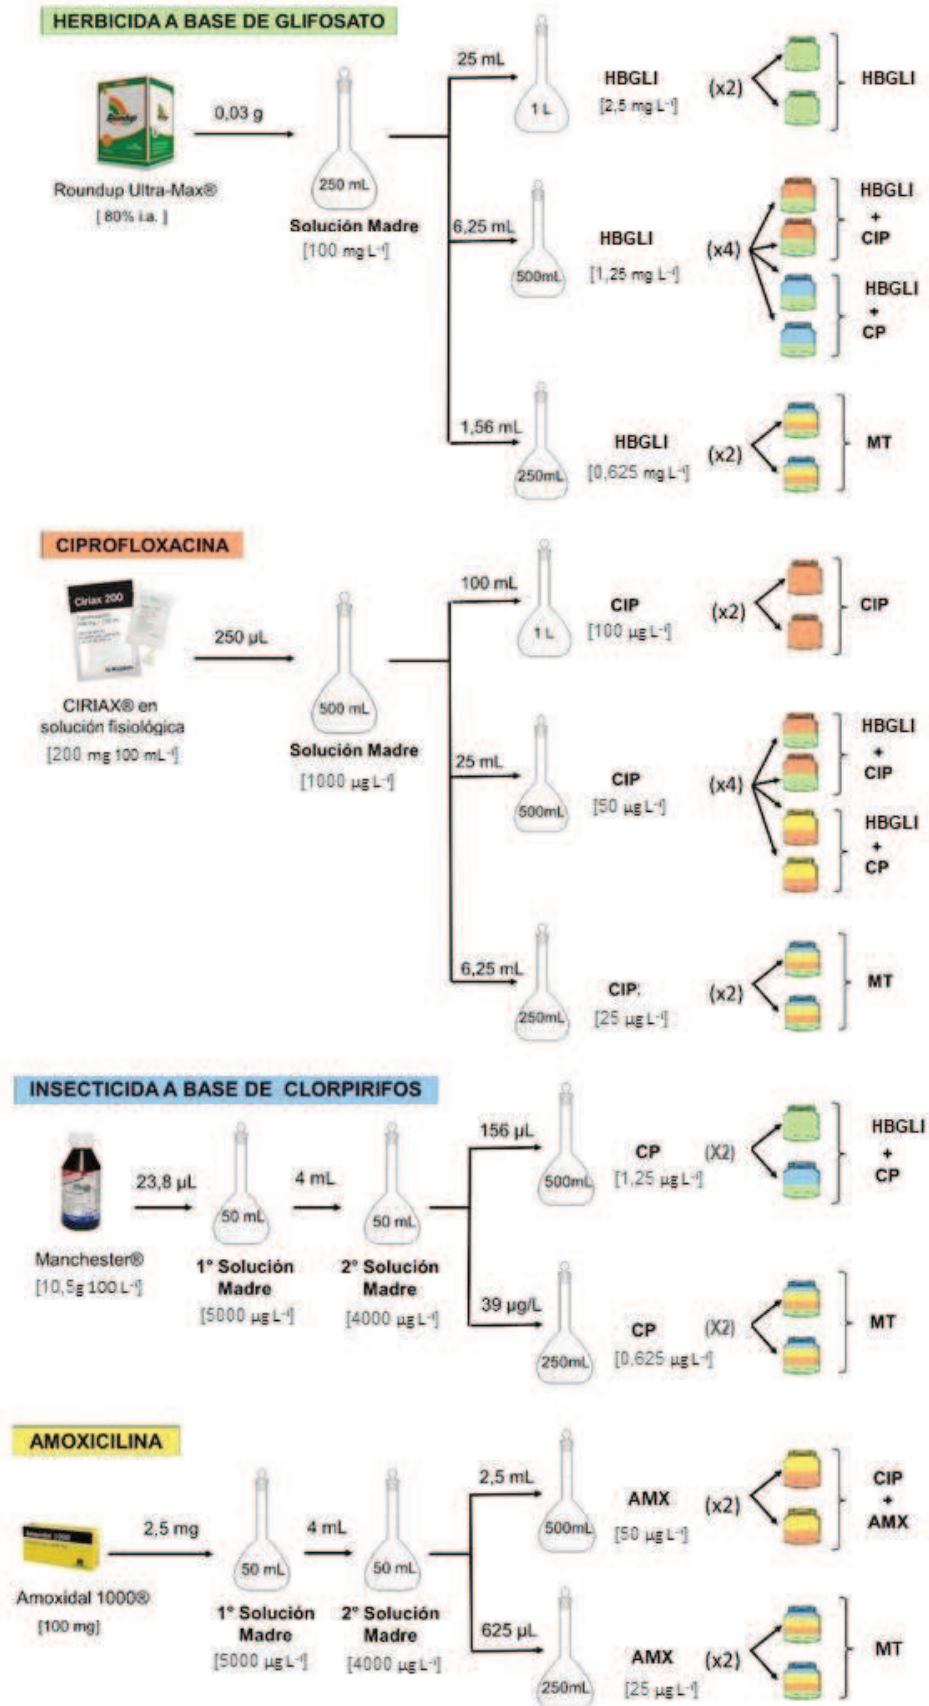 HERBICIDA A BASE DE GLIFOSATO
0,03 g
Roundup Ultra-Max®
[ 80% i.a. ]
250 mL
Solución Madre
[100 mg L⁻¹]
25 mL
1 L
HBGLI
[2,5 mg L⁻¹]
(x2)
HBGLI
6,25 mL
500mL
HBGLI
[1,25 mg L⁻¹]
(x4)
HBGLI
+
CIP
HBGLI
+
CP
1,56 mL
250mL
HBGLI
[0,625 mg L⁻¹]
(x2)
MT
CIPROFLOXACINA
Ciriax 200
250 µL
CIRIAX® en
solución fisiológica
[200 mg 100 mL⁻¹]
500 mL
Solución Madre
[1000 µg L⁻¹]
100 mL
1 L
CIP
[100 µg L⁻¹]
(x2)
CIP
25 mL
500mL
CIP
[50 µg L⁻¹]
(x4)
HBGLI
+
CIP
HBGLI
+
CP
6,25 mL
250mL
CIP.
[25 µg L⁻¹]
(x2)
MT
INSECTICIDA A BASE DE CLORPIRIFOS
23,8 µL
Manchester®
[10,5g 100 L⁻¹]
50 mL
1° Solución
Madre
[5000 µg L⁻¹]
4 mL
50 mL
2° Solución
Madre
[4000 µg L⁻¹]
156 µL
500mL
CP
[1,25 µg L⁻¹]
(X2)
HBGLI
+
CP
39 µg/L
250mL
CP
[0,625 µg L⁻¹]
(X2)
MT
AMOXICILINA
2,5 mg
Amoxidal 1000®
[100 mg]
50 mL
1° Solución
Madre
[5000 µg L⁻¹]
4 mL
50 mL
2° Solución
Madre
[4000 µg L⁻¹]
2,5 mL
500mL
AMX
[50 µg L⁻¹]
(x2)
CIP
+
AMX
625 µL
250mL
AMX
[25 µg L⁻¹]
(x2)
MT